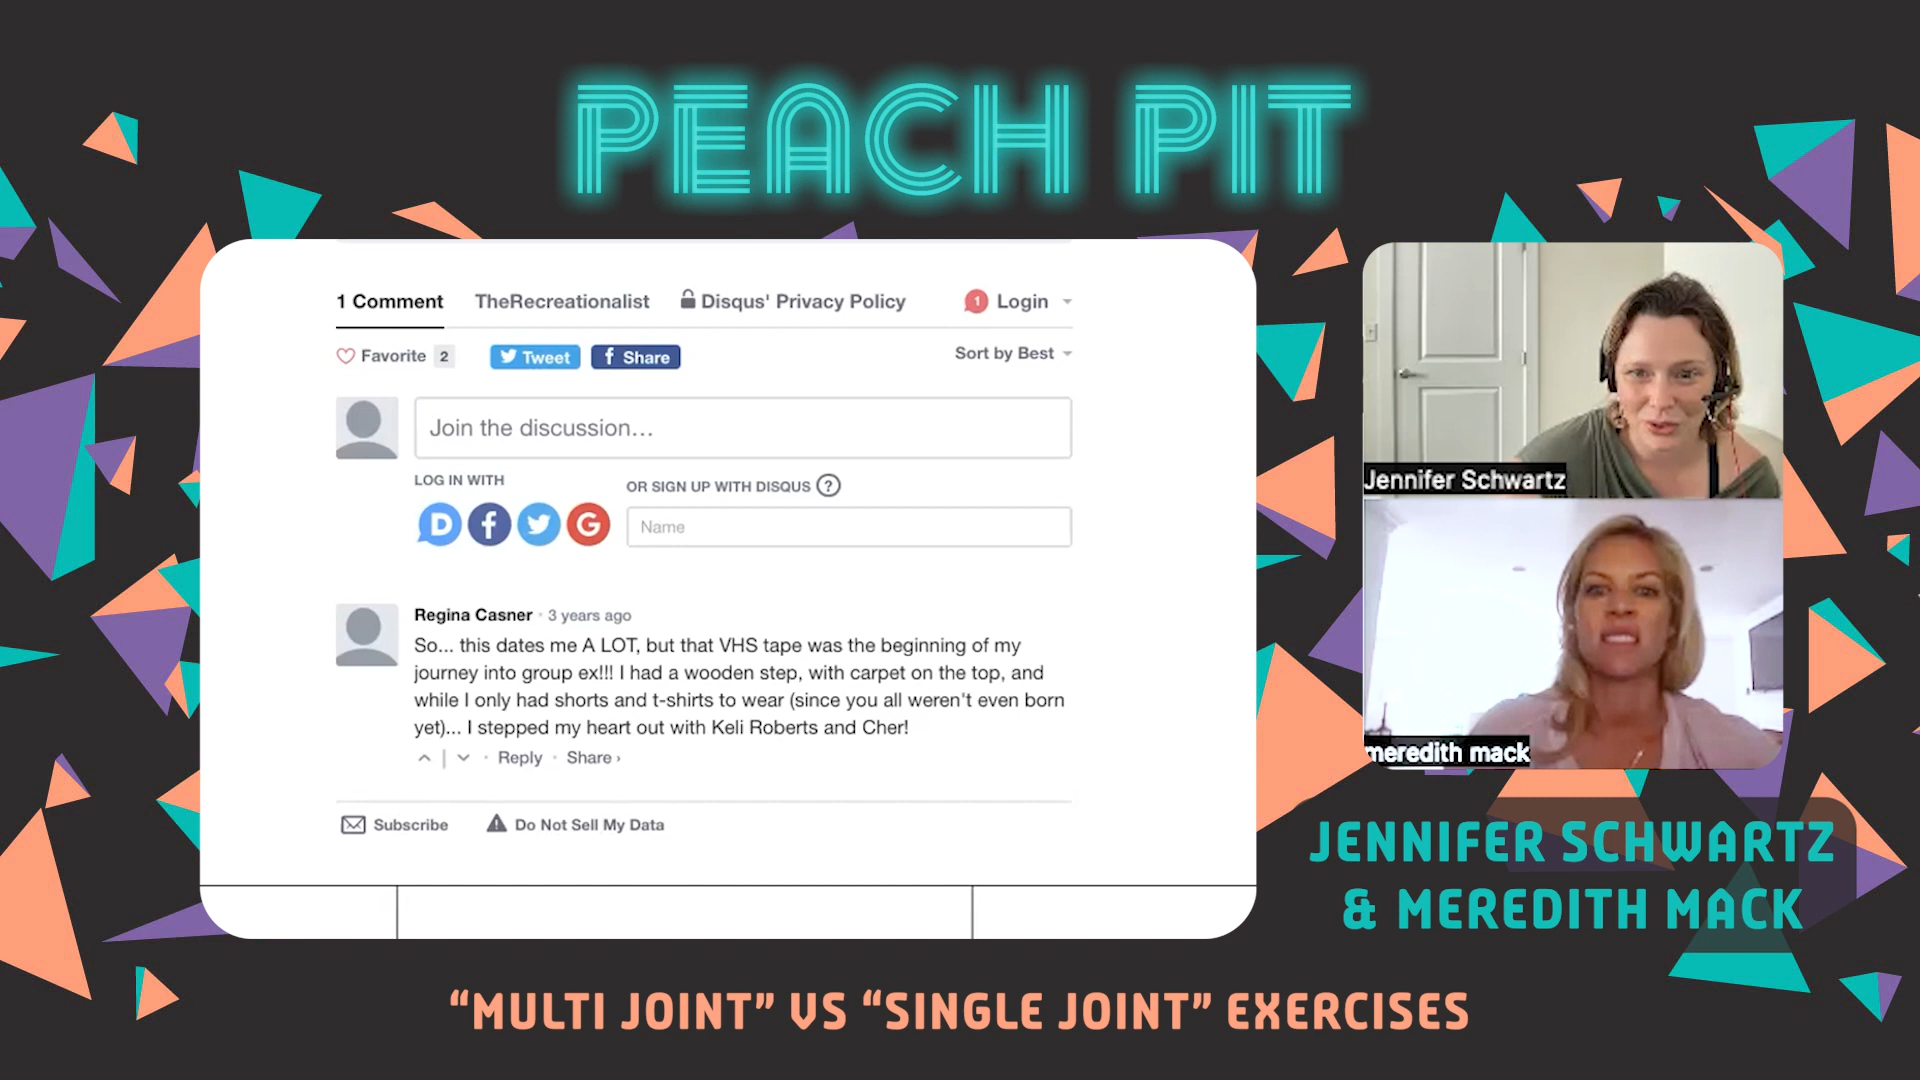 PEACH PIT
1 Comment TheRecreationalist Disqus' Privacy Policy 1 Login
Favorite 2 Tweet f Share Sort by Best
Join the discussion...
LOG IN WITH
OR SIGN UP WITH DISQUS ?
D f G
Name
Regina Casner · 3 years ago
So... this dates me A LOT, but that VHS tape was the beginning of my
journey into group ex!!! I had a wooden step, with carpet on the top, and
while I only had shorts and t-shirts to wear (since you all weren't even born
yet)... I stepped my heart out with Keli Roberts and Cher!
· Reply · Share ›
Subscribe Do Not Sell My Data
Jennifer Schwartz
meredith mack
JENNIFER SCHWARTZ
& MEREDITH MACK
“MULTI JOINT” VS “SINGLE JOINT” EXERCISES